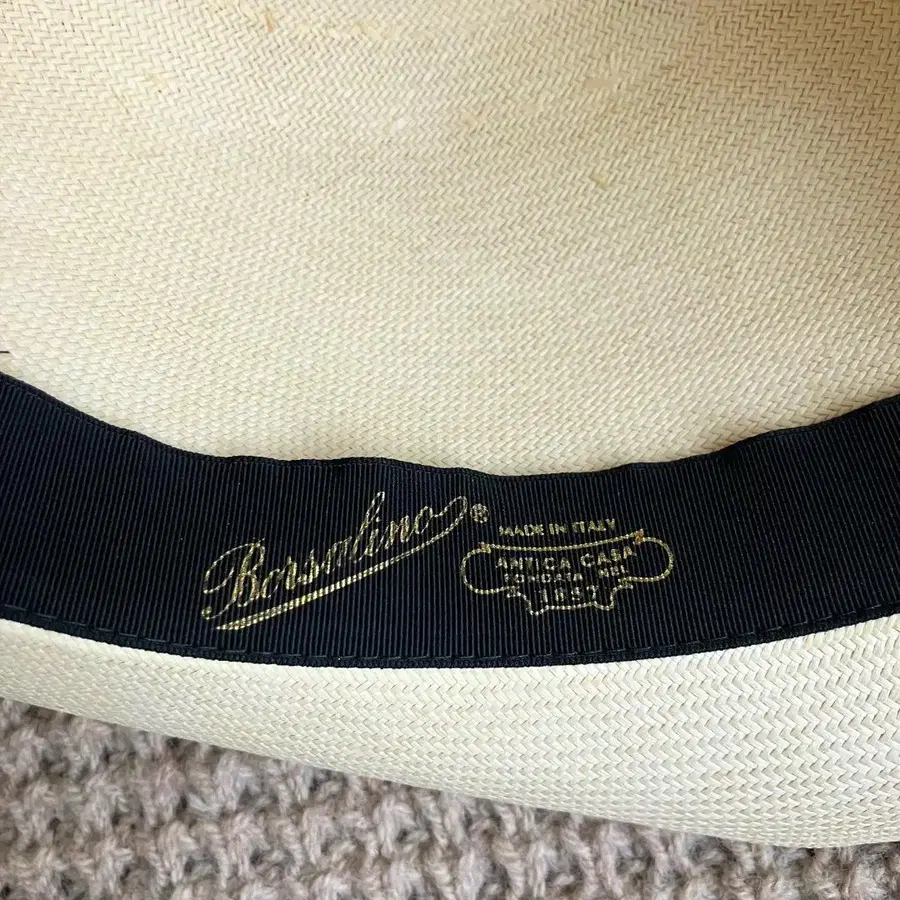 Borsalino®
MADE IN ITALY
ANTICA CASA
FONDATA NEL
1857